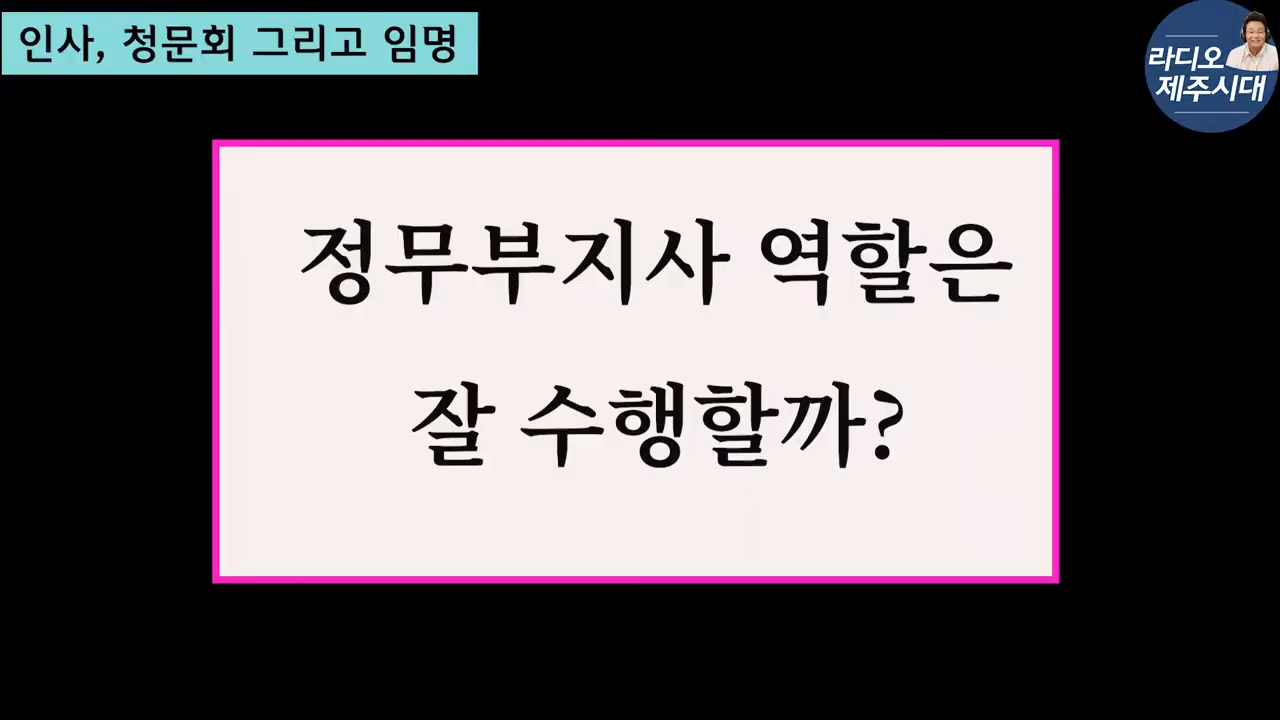 인사, 청문회 그리고 임명
라디오
제주시대
정무부지사 역할은
잘 수행할까?